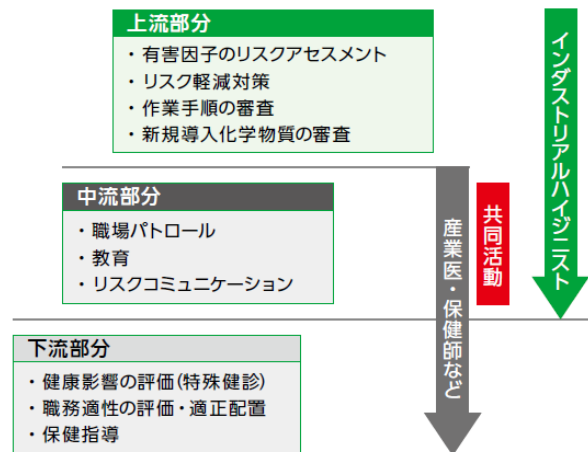 上流部分
・有害因子のリスクアセスメント
・リスク軽減対策
・作業手順の審査
・新規導入化学物質の審査
中流部分
・職場パトロール
・教育
・リスクコミュニケーション
下流部分
・健康影響の評価(特殊健診)
・職務適性の評価・適正配置
・保健指導
産業医・保健師など
共同活動
インダストリアルハイジニスト